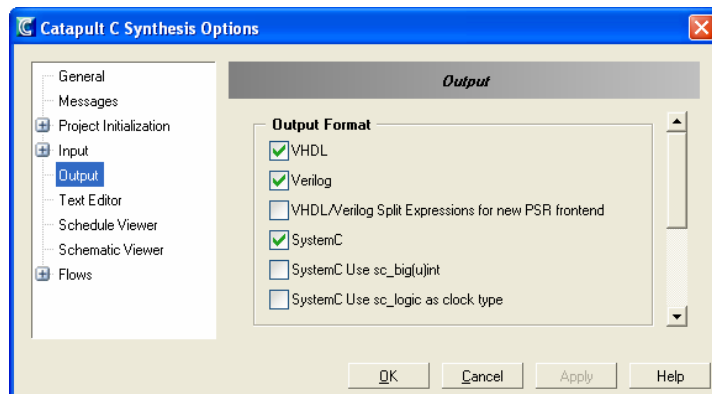 Catapult C Synthesis Options
General
Messages
Project Initialization
Input
Output
Text Editor
Schedule Viewer
Schematic Viewer
Flows
Output
Output Format
VHDL
Verilog
VHDL/Verilog Split Expressions for new PSR frontend
SystemC
SystemC Use sc_big(u)int
SystemC Use sc_logic as clock type
OK
Cancel
Apply
Help